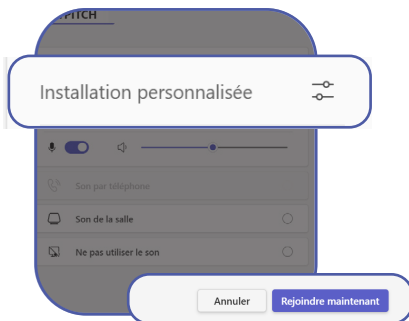 PITCH
Installation personnalisée
Son par téléphone
Son de la salle
Ne pas utiliser le son
Annuler Rejoindre maintenant